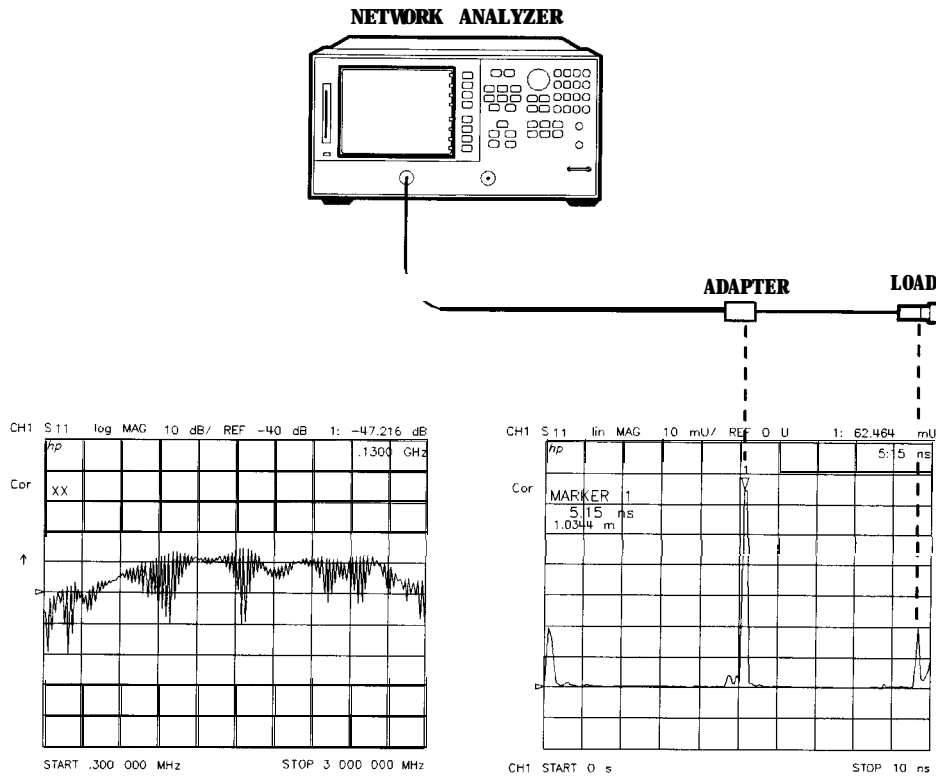 NETWORK ANALYZER
ADAPTER
LOAD
CH1 S11 log MAG 10 dB/ REF -40 dB 1: -47.216 dB
hp
.1300 GHz
Cor
XX
START .300 000 MHz STOP 3 000 000 MHz
CH1 S11 lin MAG 10 mU/ REF 0 U 1: 62.464 mU
hp
5.15 ns
1
Cor
MARKER 1
5.15 ns
1.0344 m
CH1 START 0 s STOP 10 ns